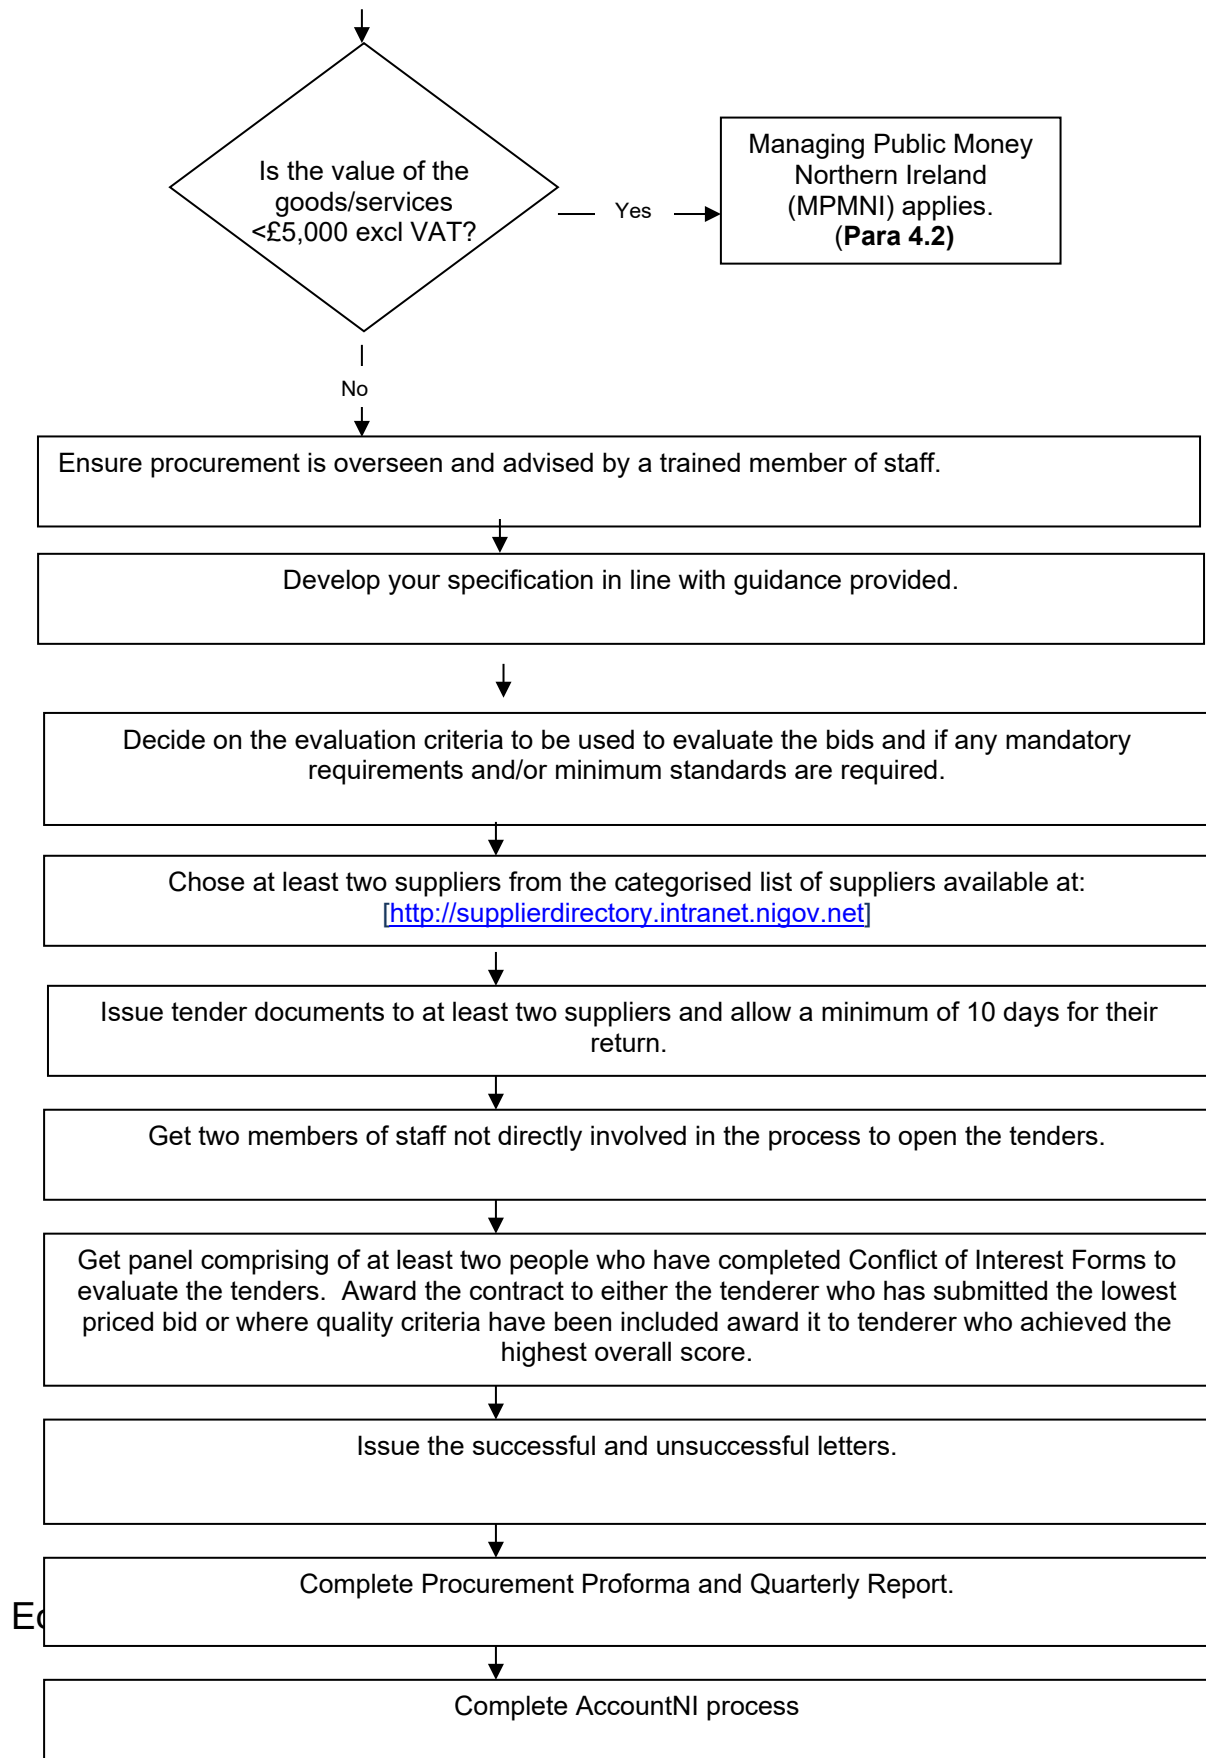 Is the value of the
goods/services
<£5,000 excl VAT?
Yes
Managing Public Money
Northern Ireland
(MPMNI) applies.
(Para 4.2)
No
Ensure procurement is overseen and advised by a trained member of staff.
Develop your specification in line with guidance provided.
Decide on the evaluation criteria to be used to evaluate the bids and if any mandatory
requirements and/or minimum standards are required.
Chose at least two suppliers from the categorised list of suppliers available at:
[http://supplierdirectory.intranet.nigov.net]
Issue tender documents to at least two suppliers and allow a minimum of 10 days for their
return.
Get two members of staff not directly involved in the process to open the tenders.
Get panel comprising of at least two people who have completed Conflict of Interest Forms to
evaluate the tenders.  Award the contract to either the tenderer who has submitted the lowest
priced bid or where quality criteria have been included award it to tenderer who achieved the
highest overall score.
Issue the successful and unsuccessful letters.
Complete Procurement Proforma and Quarterly Report.
Complete AccountNI process